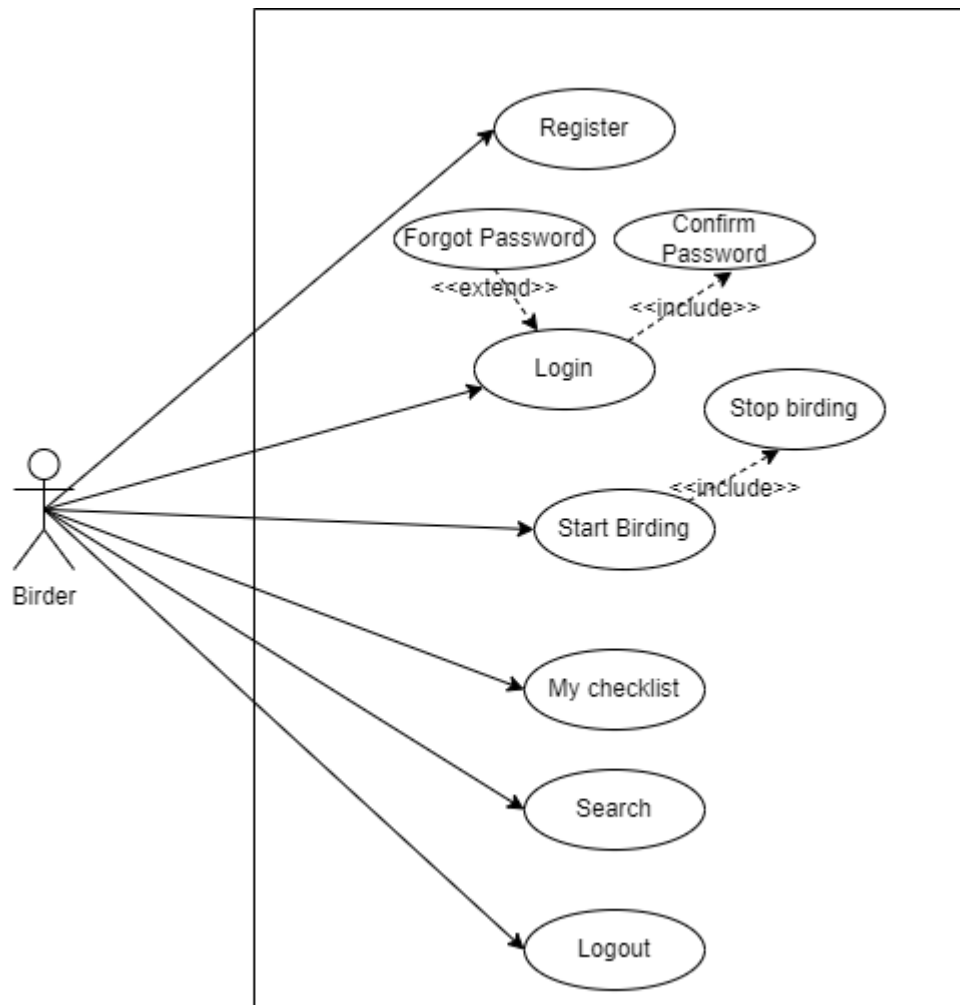 Register
Forgot Password
Confirm
Password
<<extend>>
<<include>>
Login
Stop birding
<<include>>
Start Birding
Birder
My checklist
Search
Logout